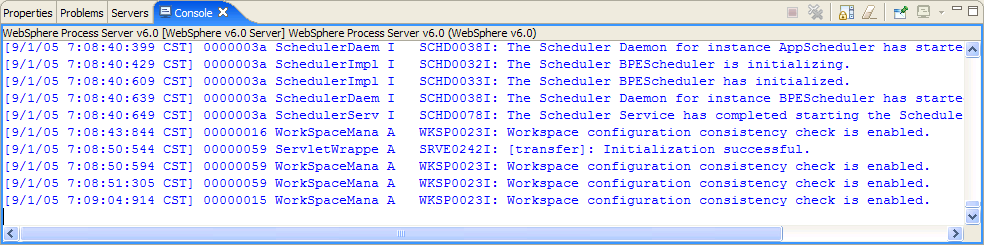 Properties Problems Servers Console
WebSphere Process Server v6.0 [WebSphere v6.0 Server] WebSphere Process Server v6.0 (WebSphere v6.0)
[9/1/05 7:08:40:399 CST] 0000003a SchedulerDaem I SCHD0038I: The Scheduler Daemon for instance AppScheduler has starte
[9/1/05 7:08:40:429 CST] 0000003a SchedulerImpl I SCHD0032I: The Scheduler BPEScheduler is initializing.
[9/1/05 7:08:40:609 CST] 0000003a SchedulerImpl I SCHD0033I: The Scheduler BPEScheduler has initialized.
[9/1/05 7:08:40:639 CST] 0000003a SchedulerDaem I SCHD0038I: The Scheduler Daemon for instance BPEScheduler has starte
[9/1/05 7:08:40:649 CST] 0000003a SchedulerServ I SCHD0078I: The Scheduler Service has completed starting the Schedule
[9/1/05 7:08:43:844 CST] 00000016 WorkSpaceMana A WKSP0023I: Workspace configuration consistency check is enabled.
[9/1/05 7:08:50:544 CST] 00000059 ServletWrappe A SRVE0242I: [transfer]: Initialization successful.
[9/1/05 7:08:50:594 CST] 00000059 WorkSpaceMana A WKSP0023I: Workspace configuration consistency check is enabled.
[9/1/05 7:08:51:305 CST] 00000059 WorkSpaceMana A WKSP0023I: Workspace configuration consistency check is enabled.
[9/1/05 7:09:04:914 CST] 00000015 WorkSpaceMana A WKSP0023I: Workspace configuration consistency check is enabled.